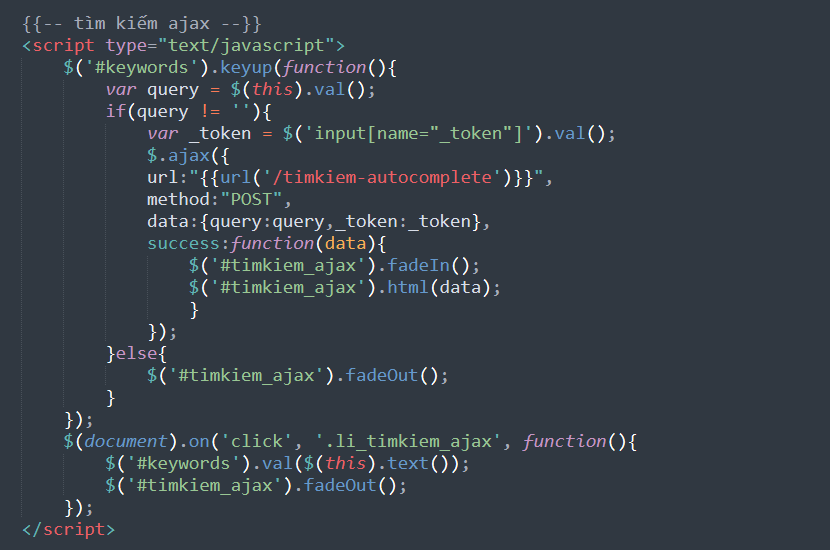 {{-- tìm kiếm ajax --}}
<script type="text/javascript">
    $('#keywords').keyup(function(){
        var query = $(this).val();
        if(query != ''){
            var _token = $('input[name="_token"]').val();
            $.ajax({
            url:"{{url('/timkiem-autocomplete')}}",
            method:"POST",
            data:{query:query,_token:_token},
            success:function(data){
                $('#timkiem_ajax').fadeIn();
                $('#timkiem_ajax').html(data);
                }
            });
        }else{
            $('#timkiem_ajax').fadeOut();
        }
    });
    $(document).on('click', '.li_timkiem_ajax', function(){
        $('#keywords').val($(this).text());
        $('#timkiem_ajax').fadeOut();
    });
</script>